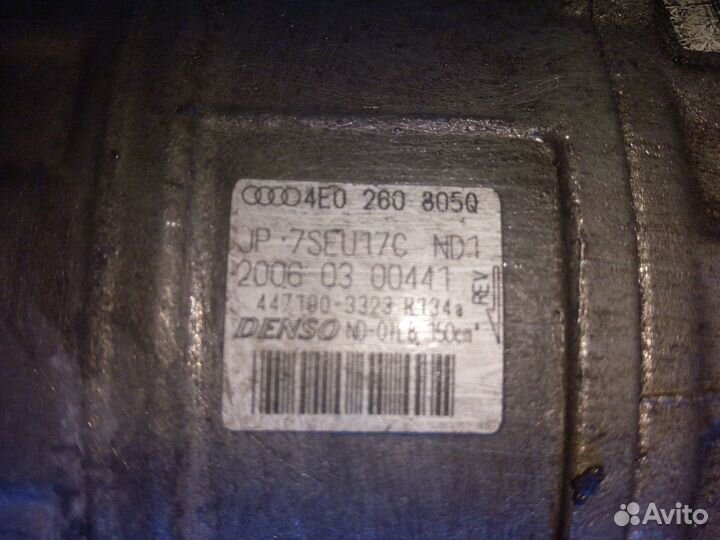 4E0 260 805Q
JP 7SEU17C ND1
2006 03 00441
447180-3323 R134a
REV
DENSO ND-OIL8, 150cm³
Avito